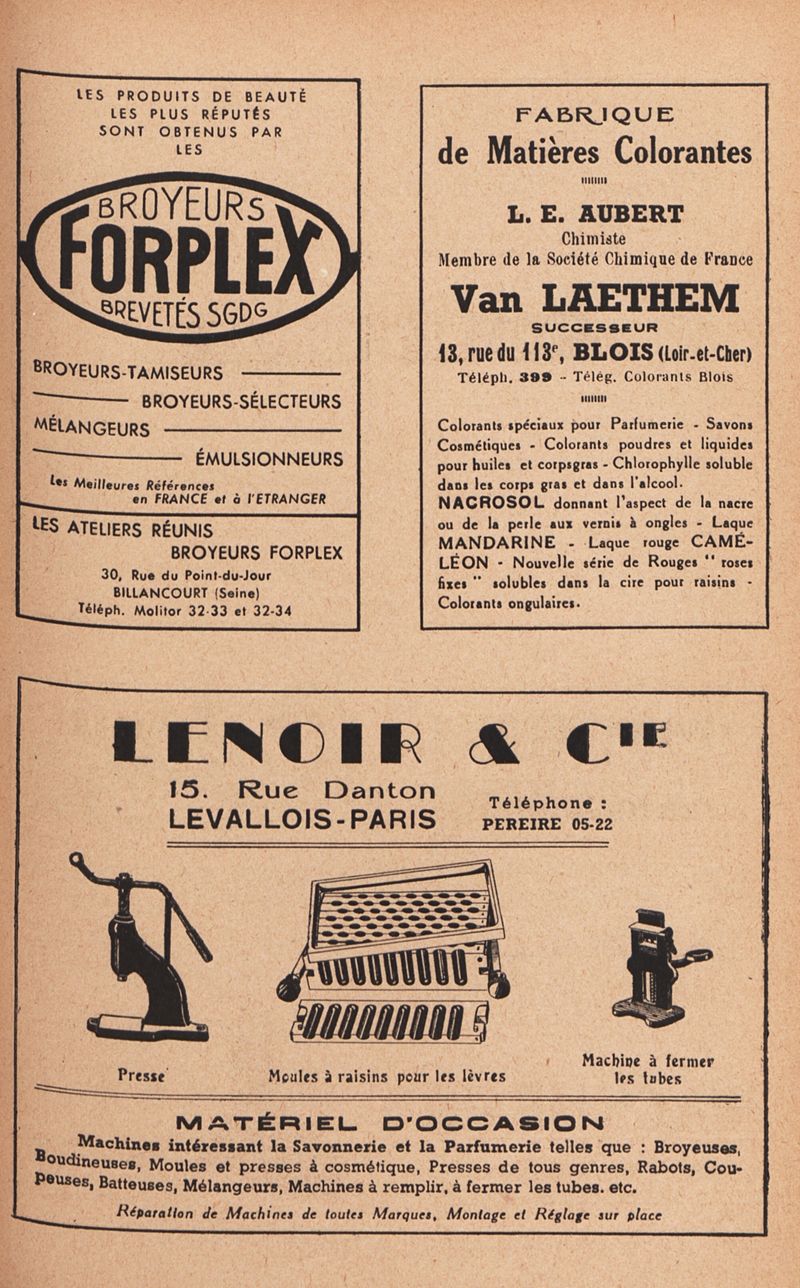 LES PRODUITS DE BEAUTÉ
LES PLUS RÉPUTÉS
SONT OBTENUS PAR
LES
BROYEURS
FORPLEX
BREVETÉS SGDG
BROYEURS-TAMISEURS
BROYEURS-SÉLECTEURS
MÉLANGEURS
ÉMULSIONNEURS
Les Meilleures Références
en FRANCE et à l'ETRANGER
LES ATELIERS RÉUNIS
BROYEURS FORPLEX
30, Rue du Point-du-Jour
BILLANCOURT (Seine)
Téléph. Molitor 32-33 et 32-34
FABRIQUE
de Matières Colorantes
L. E. AUBERT
Chimiste
Membre de la Société Chimique de France
Van LAETHEM
SUCCESSEUR
13, rue du 113e, BLOIS (Loir-et-Cher)
Téléph. 399 - Télég. Colorants Blois
Colorants spéciaux pour Parfumerie - Savons
Cosmétiques - Colorants poudres et liquides
pour huiles et corpsgras - Chlorophylle soluble
dans les corps gras et dans l'alcool.
NACROSOL donnant l'aspect de la nacre
ou de la perle aux vernis à ongles - Laque
MANDARINE - Laque rouge CAMÉ-
LÉON - Nouvelle série de Rouges " roses
fixes " solubles dans la cire pour raisins -
Colorants ongulaires.
LENOIR & CIE
15. Rue Danton
LEVALLOIS-PARIS
Téléphone :
PEREIRE 05-22
Presse
Moules à raisins pour les lèvres
Machine à fermer
les tubes
MATÉRIEL D'OCCASION
Machines intéressant la Savonnerie et la Parfumerie telles que : Broyeuses,
Boudineuses, Moules et presses à cosmétique, Presses de tous genres, Rabots, Cou-
peuses, Batteuses, Mélangeurs, Machines à remplir, à fermer les tubes. etc.
Réparation de Machines de toutes Marques, Montage et Réglage sur place